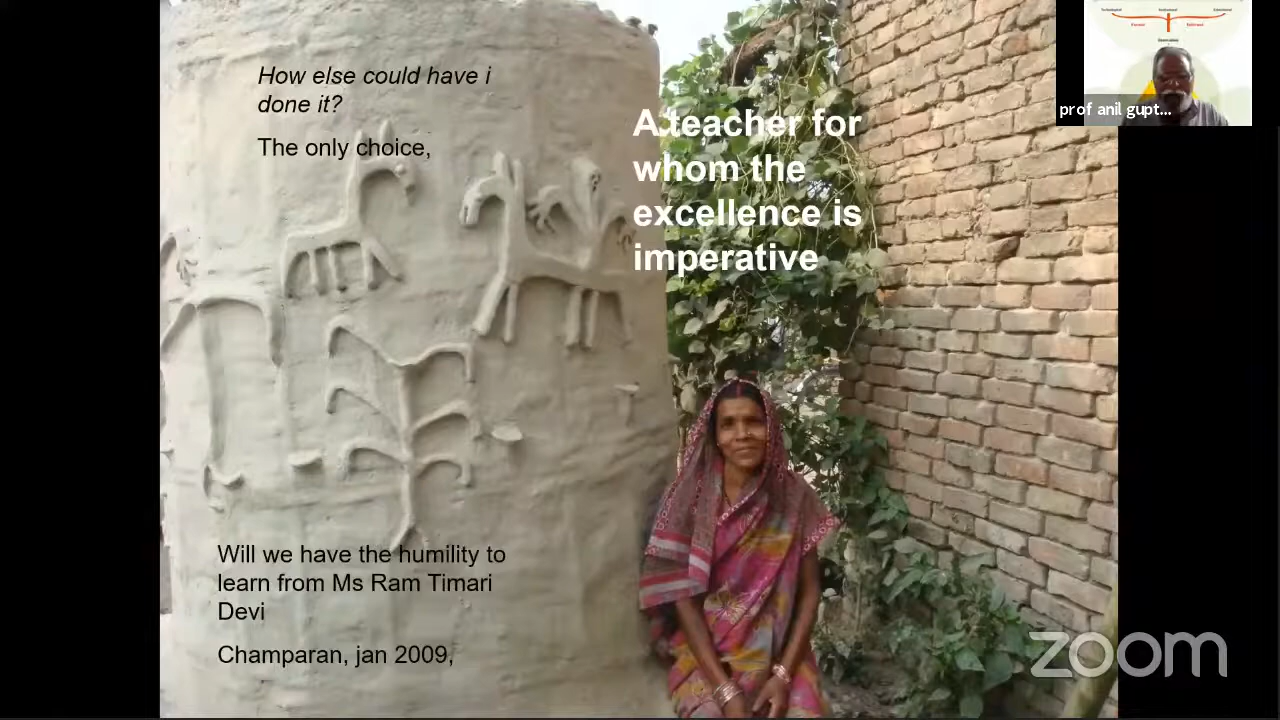 How else could have i
done it?
The only choice,
A teacher for
whom the
excellence is
imperative
Will we have the humility to
learn from Ms Ram Timari
Devi
Champaran, jan 2009,
prof anil gupt...
zoom